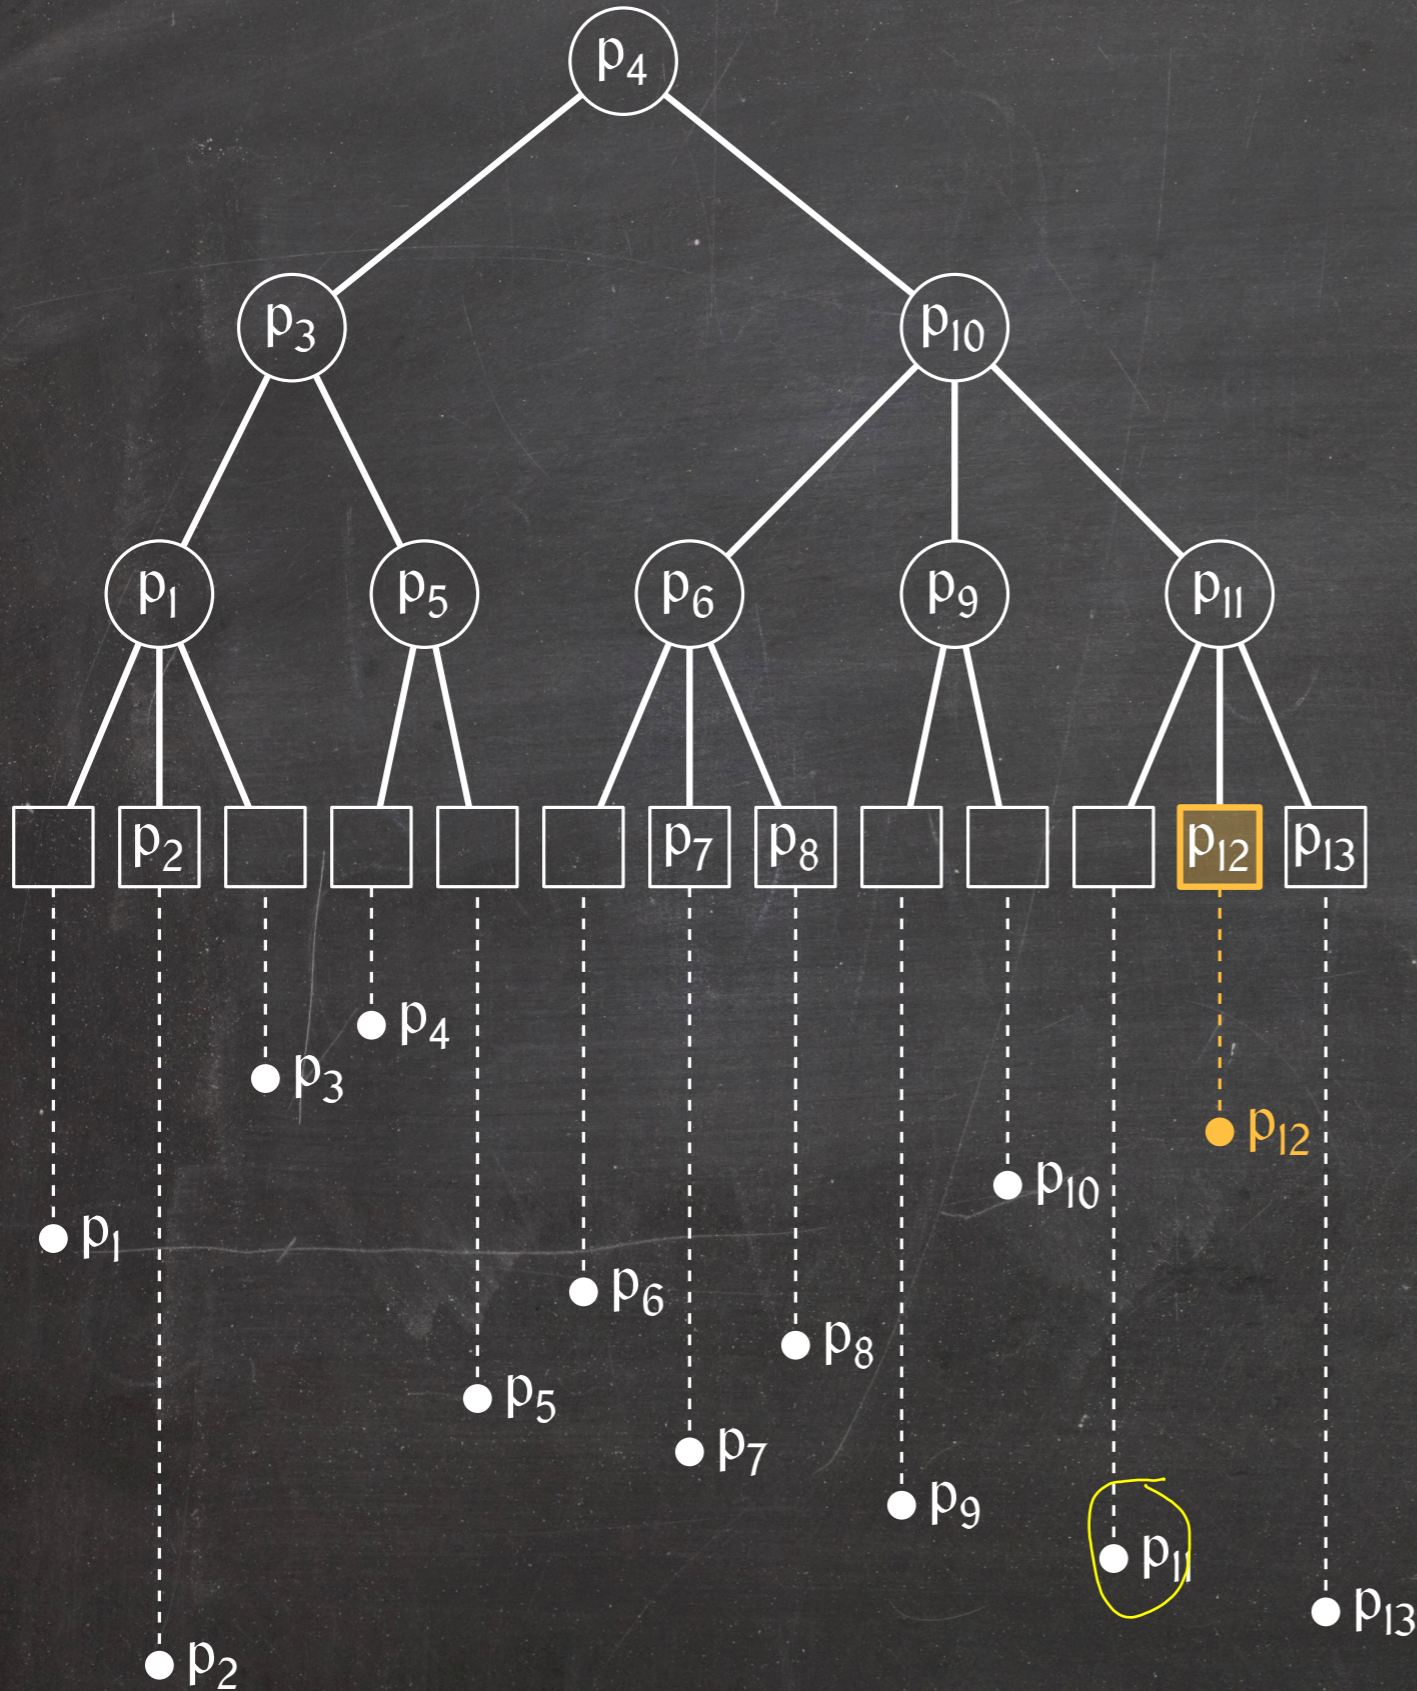 p₄
p₃ p₁₀
p₁ p₅ p₆ p₉ p₁₁
p₂ p₇ p₈ p₁₂ p₁₃
p₄
p₃
p₁₂
p₁₀
p₁
p₆
p₈
p₅
p₇
p₉
p₁₁
p₁₃
p₂